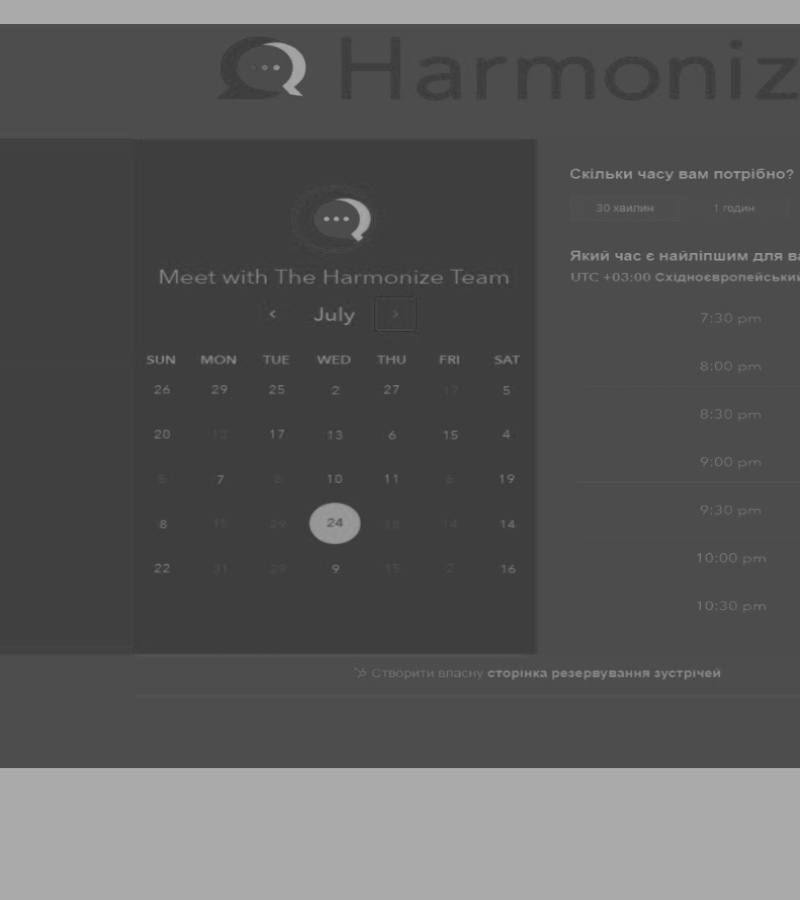 Harmoniz
Meet with The Harmonize Team
July
SUN MON TUE WED THU FRI SAT
26 29 25 2 27 17 5
20 12 17 13 6 15 4
5 7 8 10 11 6 19
8 15 29 24 18 14 14
22 31 29 9 15 2 16
Скільки часу вам потрібно?
30 хвилин 1 годин
Який час є найліпшим для ва
UTC +03:00 Східноєвропейський
7:30 pm
8:00 pm
8:30 pm
9:00 pm
9:30 pm
10:00 pm
10:30 pm
Створити власну сторінка резервування зустрічей